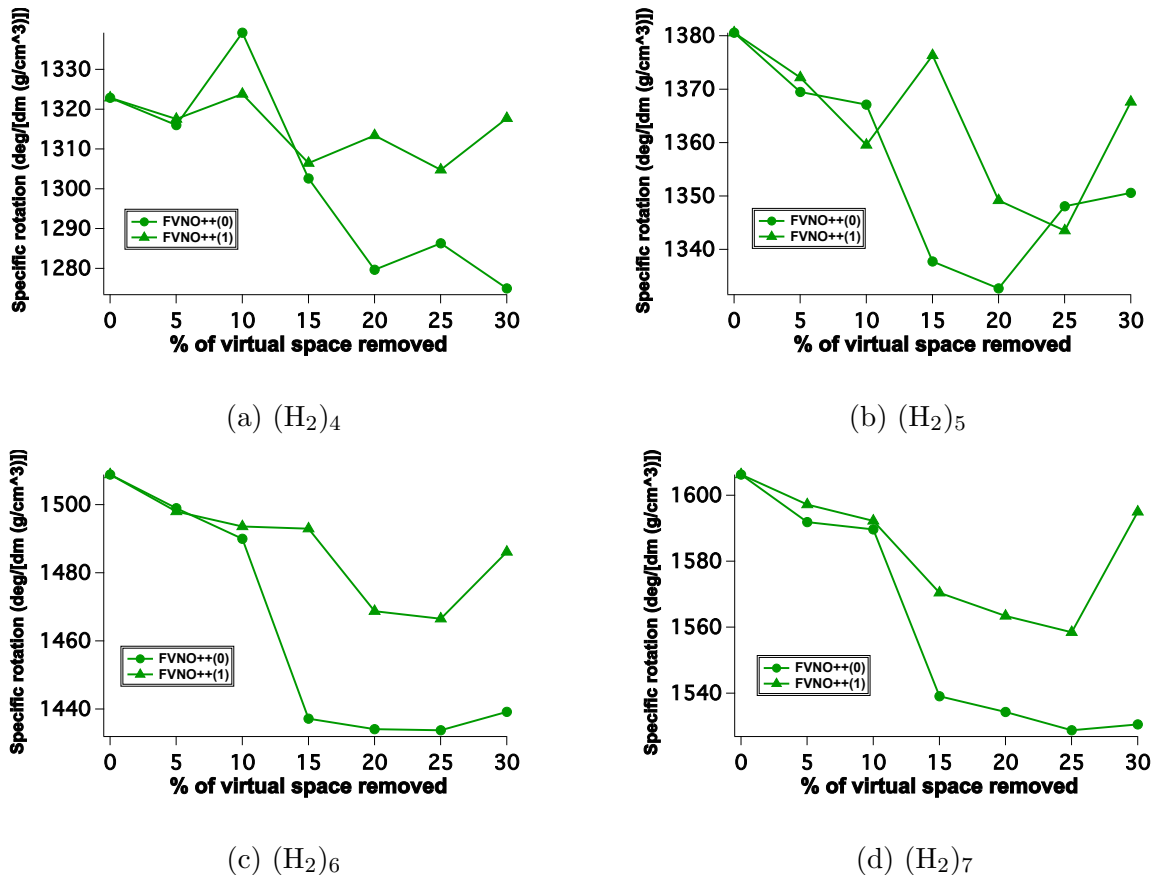 Specific rotation (deg/[dm (g/cm^3)])
1330
1320
1310
1300
1290
1280
FVNO++(0)
FVNO++(1)
0 5 10 15 20 25 30
% of virtual space removed
(a) (H₂)₄
Specific rotation (deg/[dm (g/cm^3)])
1380
1370
1360
1350
1340
FVNO++(0)
FVNO++(1)
0 5 10 15 20 25 30
% of virtual space removed
(b) (H₂)₅
Specific rotation (deg/[dm (g/cm^3)])
1500
1480
1460
1440
FVNO++(0)
FVNO++(1)
0 5 10 15 20 25 30
% of virtual space removed
(c) (H₂)₆
Specific rotation (deg/[dm (g/cm^3)])
1600
1580
1560
1540
FVNO++(0)
FVNO++(1)
0 5 10 15 20 25 30
% of virtual space removed
(d) (H₂)₇